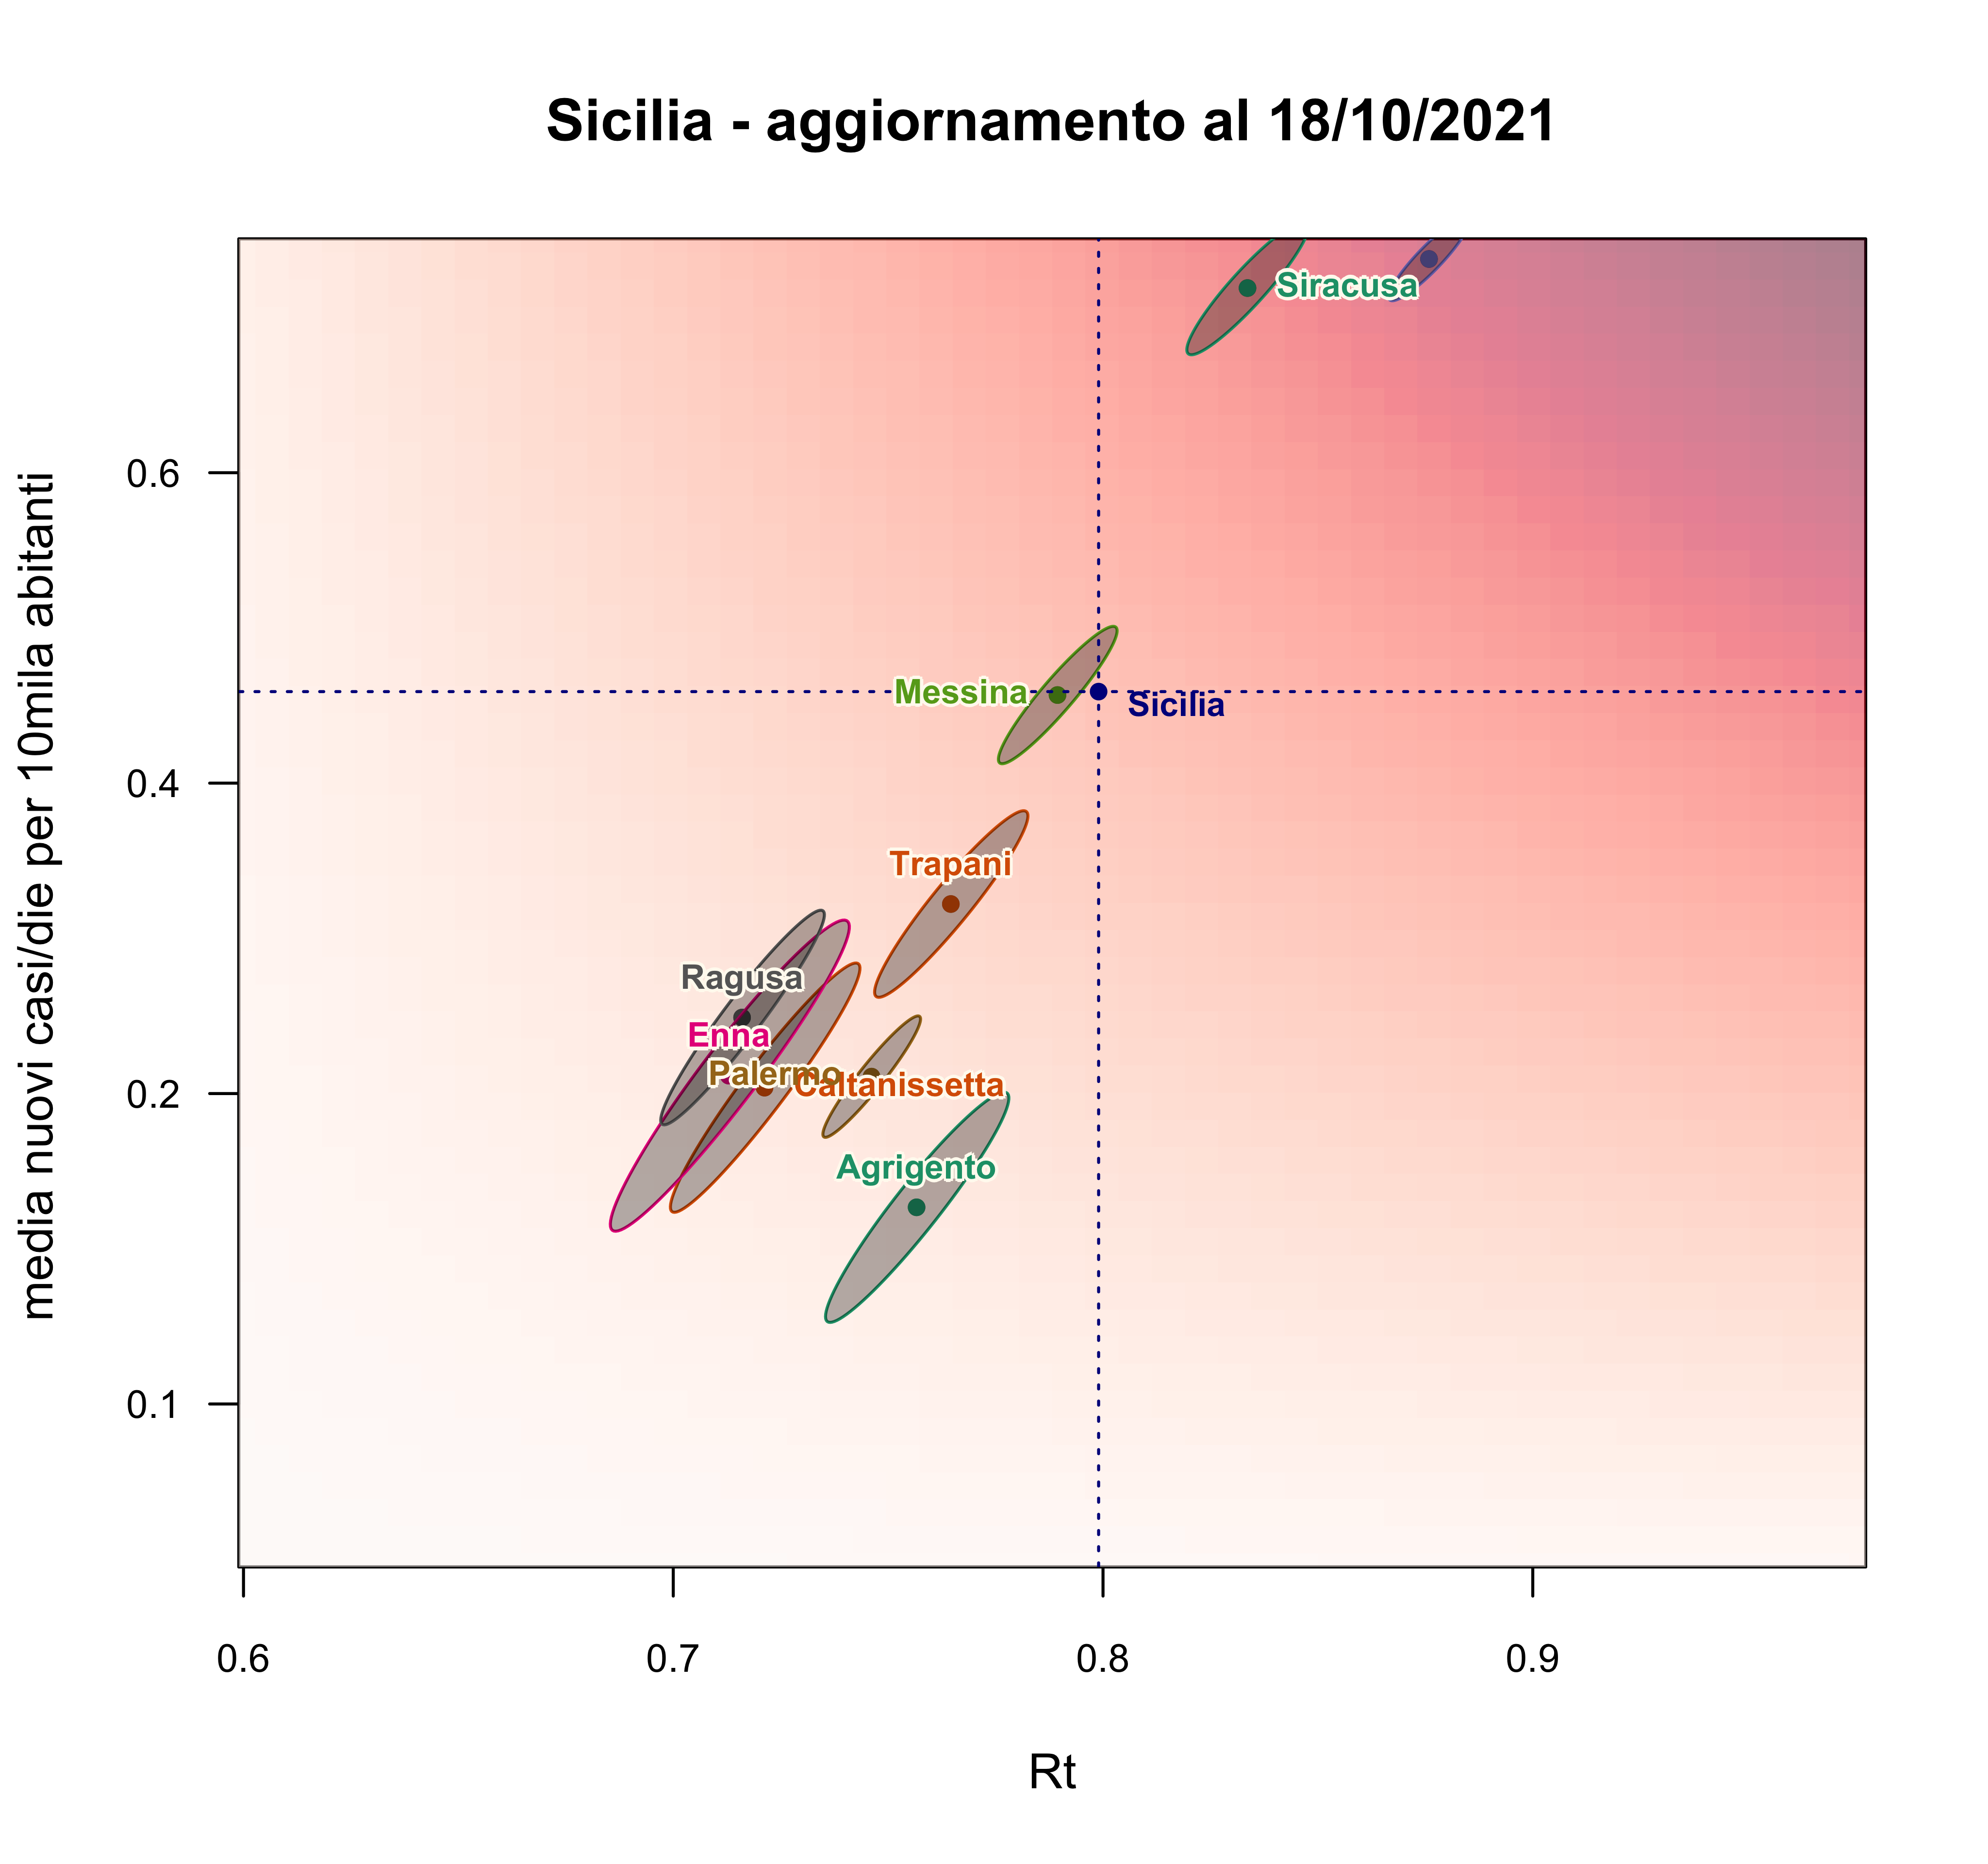 Sicilia - aggiornamento al 18/10/2021
media nuovi casi/die per 10mila abitanti
0.6
0.4
0.2
0.1
Siracusa
Messina
Sicilia
Trapani
Ragusa
Enna
Palermo
Caltanissetta
Agrigento
0.6 0.7 0.8 0.9
Rt